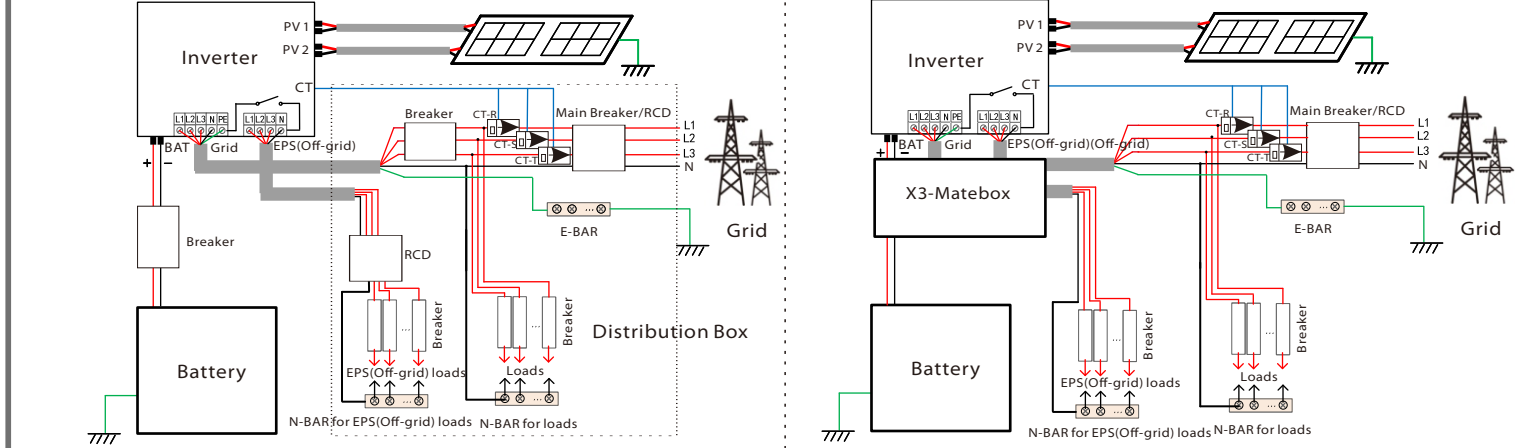 PV 1
Inverter
PV 2
CT
L1 L2 L3 N PE
L1 L2 L3 N
BAT
Grid
EPS(Off-grid)
+
−
Breaker
CT-R
CT-S
CT-T
Main Breaker/RCD
L1
L2
L3
N
Grid
E-BAR
Breaker
RCD
Breaker
...
Breaker
...
Distribution Box
Battery
EPS(Off-grid) loads
Loads
...
...
N-BAR for EPS(Off-grid) loads
N-BAR for loads
PV 1
Inverter
PV 2
CT
L1 L2 L3 N PE
L1 L2 L3 N
BAT
Grid
EPS(Off-grid)(Off-grid)
+
−
CT-R
CT-S
CT-T
Main Breaker/RCD
L1
L2
L3
N
X3-Matebox
...
E-BAR
Grid
Breaker
...
Breaker
...
Battery
EPS(Off-grid) loads
Loads
...
...
N-BAR for EPS(Off-grid) loads
N-BAR for loads